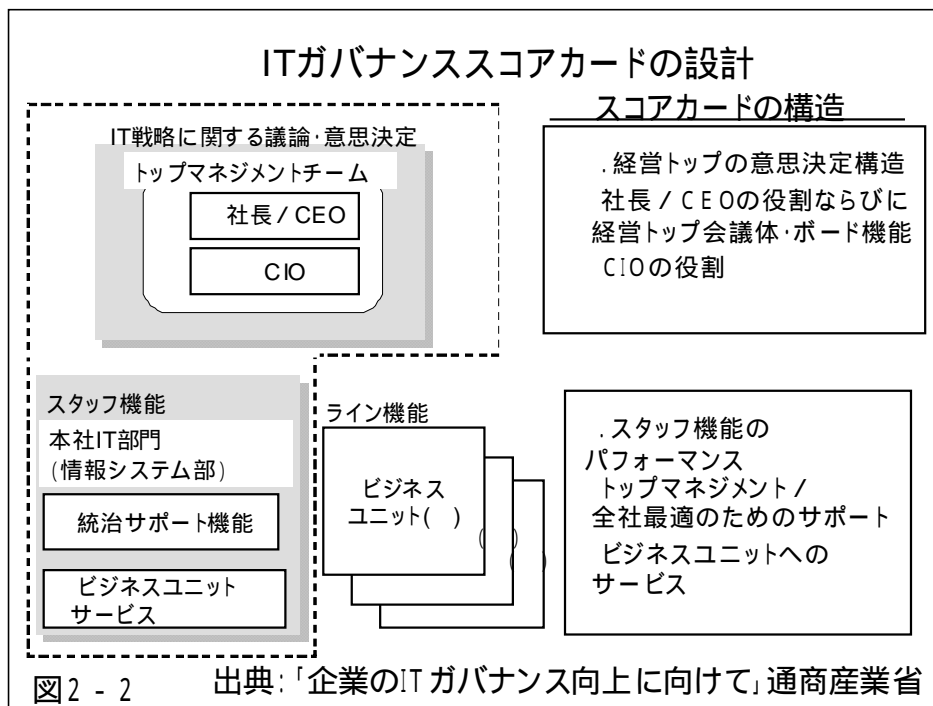 ITガバナンススコアカードの設計
スコアカードの構造
IT戦略に関する議論・意思決定
トップマネジメントチーム
社長/CEO
CIO
.経営トップの意思決定構造
社長/CEOの役割ならびに
経営トップ会議体・ボード機能
CIOの役割
スタッフ機能
本社IT部門
(情報システム部)
統治サポート機能
ビジネスユニット
サービス
ライン機能
ビジネス
ユニット( )
.スタッフ機能の
パフォーマンス
トップマネジメント/
全社最適のためのサポート
ビジネスユニットへの
サービス
図2-2
出典:「企業のITガバナンス向上に向けて」通商産業省